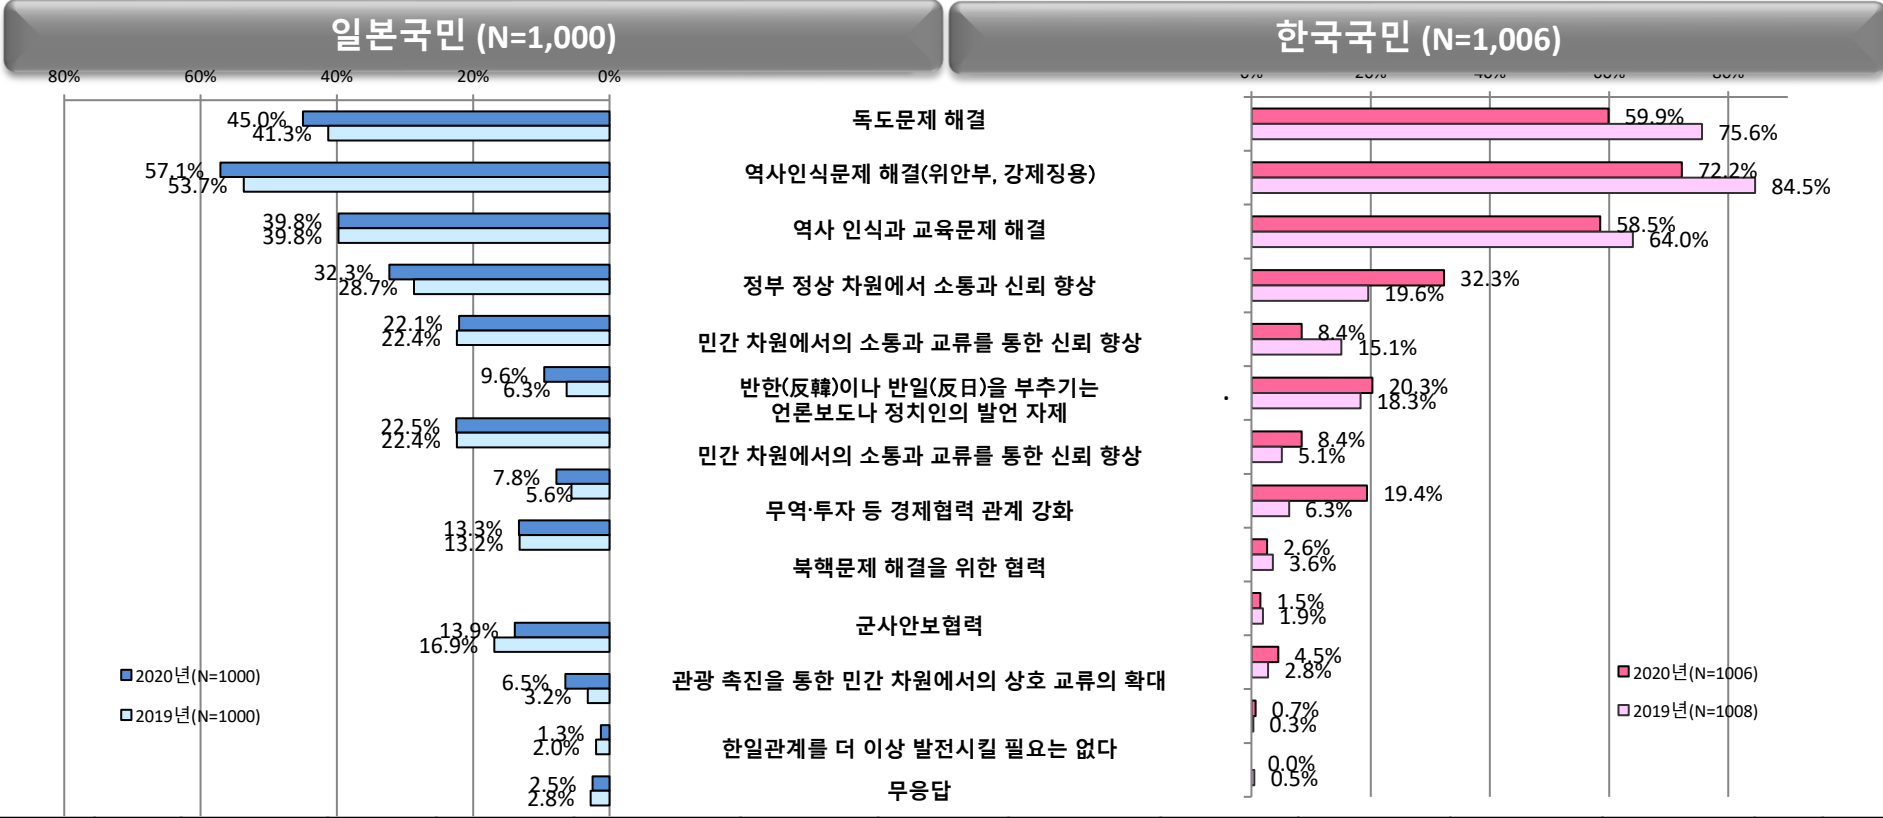 일본국민 (N=1,000)
한국국민 (N=1,006)
80% 60% 40% 20% 0%
0% 20% 40% 60% 80%
45.0%
41.3%
독도문제 해결
59.9%
75.6%
57.1%
53.7%
역사인식문제 해결(위안부, 강제징용)
72.2%
84.5%
39.8%
39.8%
역사 인식과 교육문제 해결
58.5%
64.0%
32.3%
28.7%
정부 정상 차원에서 소통과 신뢰 향상
32.3%
19.6%
22.1%
22.4%
민간 차원에서의 소통과 교류를 통한 신뢰 향상
8.4%
15.1%
9.6%
6.3%
반한(反韓)이나 반일(反日)을 부추기는
언론보도나 정치인의 발언 자제
20.3%
18.3%
22.5%
22.4%
민간 차원에서의 소통과 교류를 통한 신뢰 향상
8.4%
5.1%
7.8%
5.6%
무역·투자 등 경제협력 관계 강화
19.4%
6.3%
13.3%
13.2%
북핵문제 해결을 위한 협력
2.6%
3.6%
군사안보협력
1.5%
1.9%
13.9%
16.9%
관광 촉진을 통한 민간 차원에서의 상호 교류의 확대
4.5%
2.8%
6.5%
3.2%
0.7%
0.3%
1.3%
2.0%
한일관계를 더 이상 발전시킬 필요는 없다
0.0%
0.5%
2.5%
2.8%
무응답
2020년(N=1000)
2019년(N=1000)
2020년(N=1006)
2019년(N=1008)